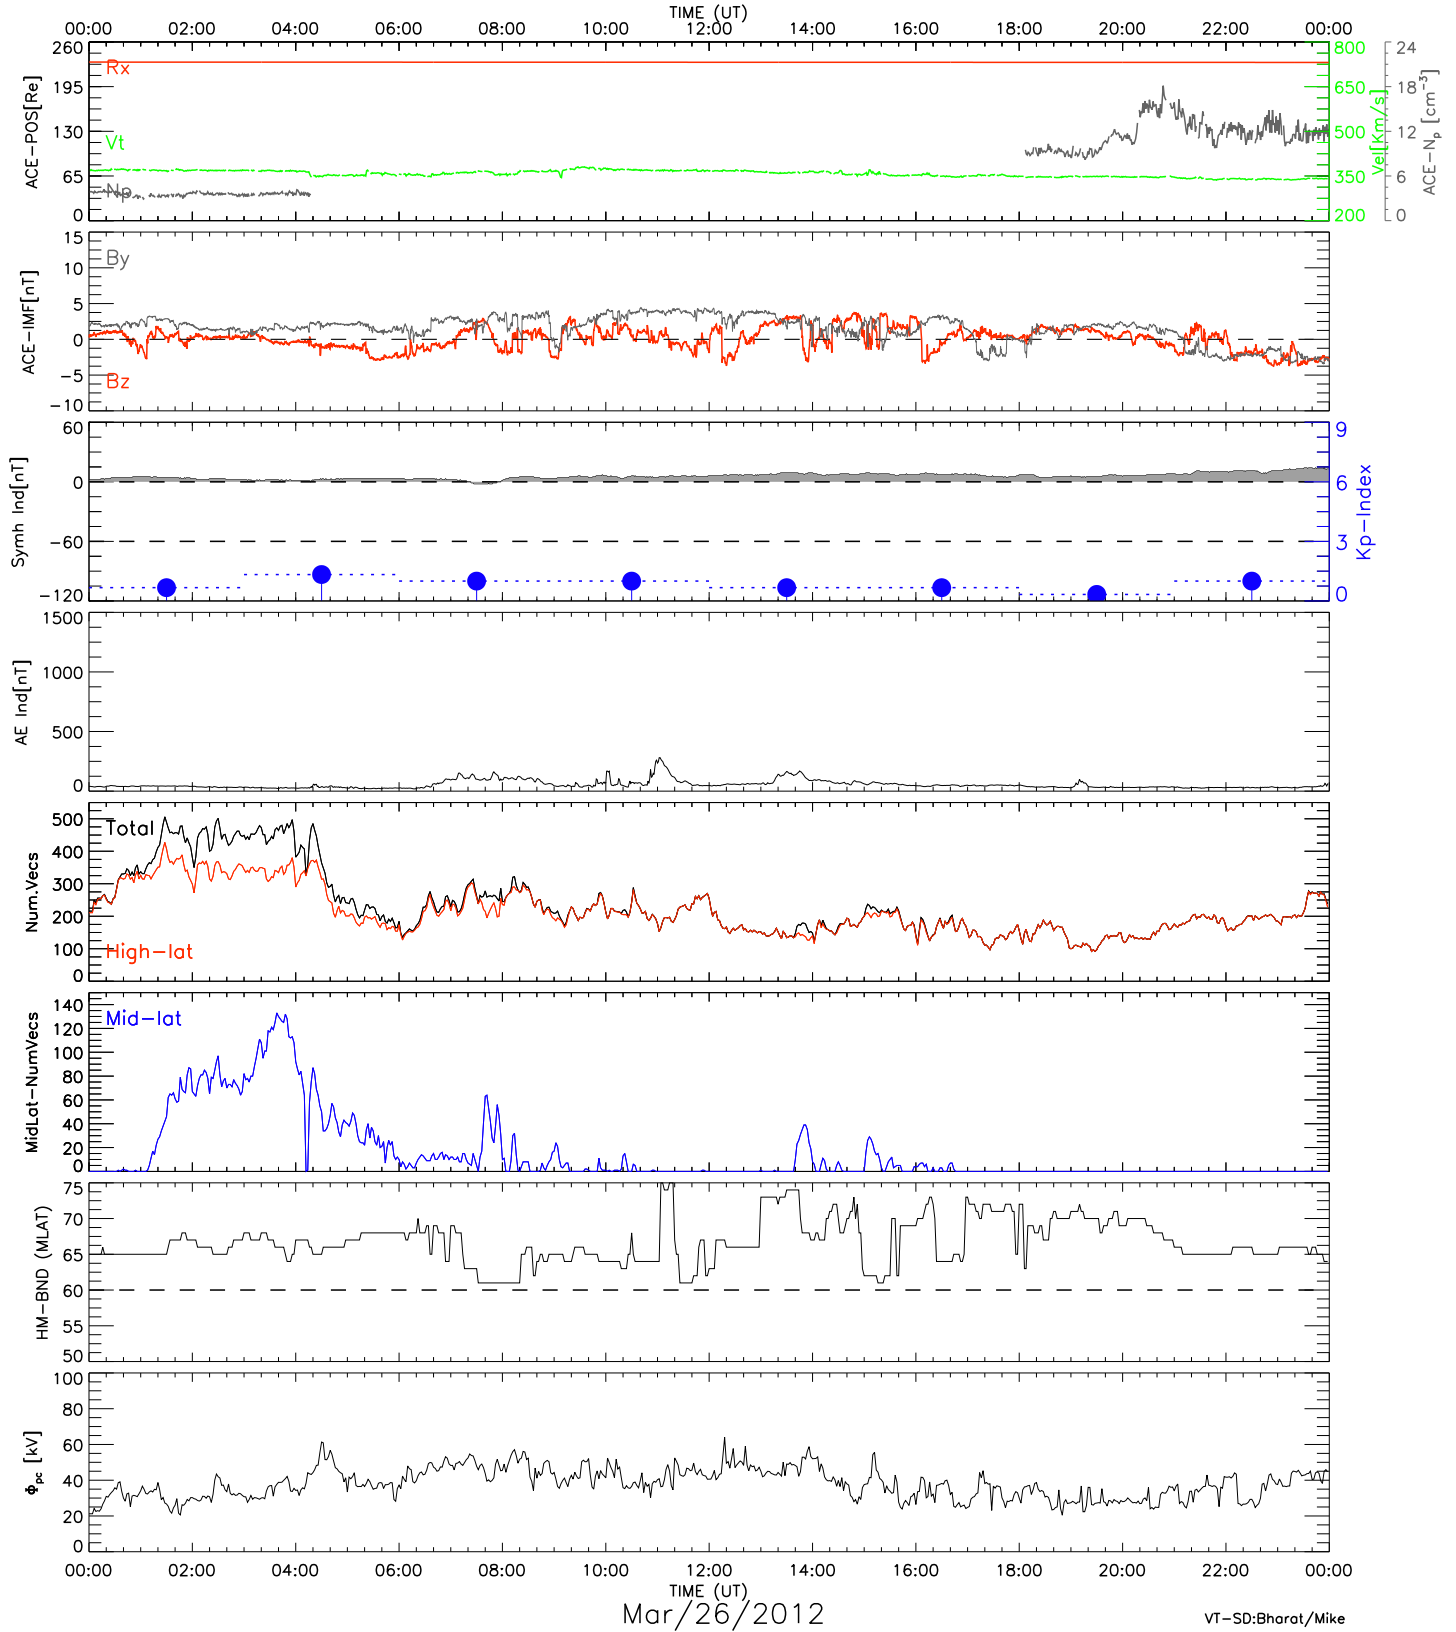 TIME (UT)
00:00 02:00 04:00 06:00 08:00 10:00 12:00 14:00 16:00 18:00 20:00 22:00 00:00
ACE-POS[Re]
260
195
130
65
0
Rx
Vt
Np
800
650
500
350
200
Vel[Km/s]
24
18
12
6
0
ACE-Np [cm-3]
ACE-IMF[nT]
15
10
5
0
-5
-10
By
Bz
Symh Ind[nT]
60
0
-60
-120
9
6
3
0
Kp-Index
AE Ind[nT]
1500
1000
500
0
Num.Vecs
500
400
300
200
100
0
Total
High-lat
MidLat-NumVecs
140
120
100
80
60
40
20
0
Mid-lat
HM-BND (MLAT)
75
70
65
60
55
50
Φpc [kV]
100
80
60
40
20
0
00:00 02:00 04:00 06:00 08:00 10:00 12:00 14:00 16:00 18:00 20:00 22:00 00:00
TIME (UT)
Mar/26/2012
VT-SD:Bharat/Mike